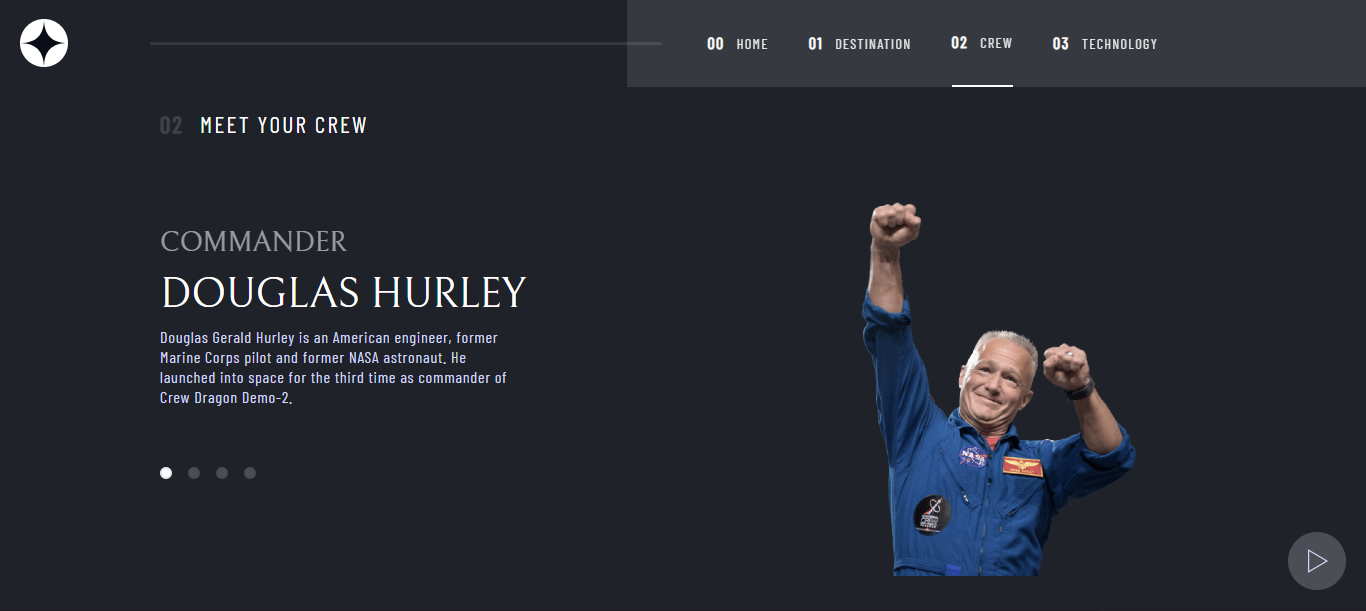 00 HOME 01 DESTINATION 02 CREW 03 TECHNOLOGY
02 MEET YOUR CREW
COMMANDER
DOUGLAS HURLEY
Douglas Gerald Hurley is an American engineer, former
Marine Corps pilot and former NASA astronaut. He
launched into space for the third time as commander of
Crew Dragon Demo-2.
NASA